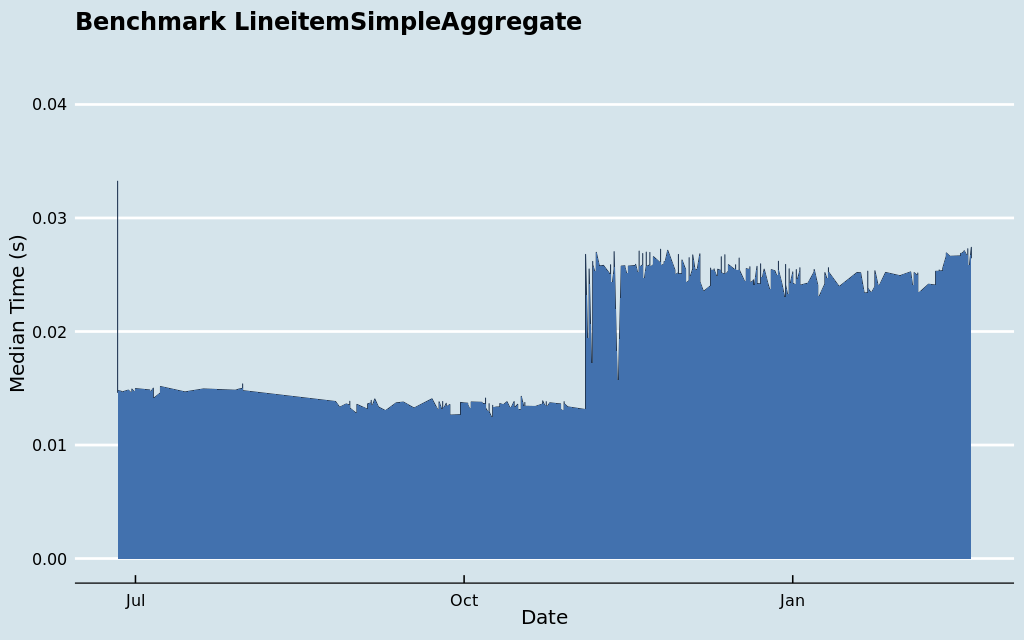 Benchmark LineitemSimpleAggregate
0.04
0.03
0.02
0.01
0.00
Median Time (s)
Jul
Oct
Jan
Date